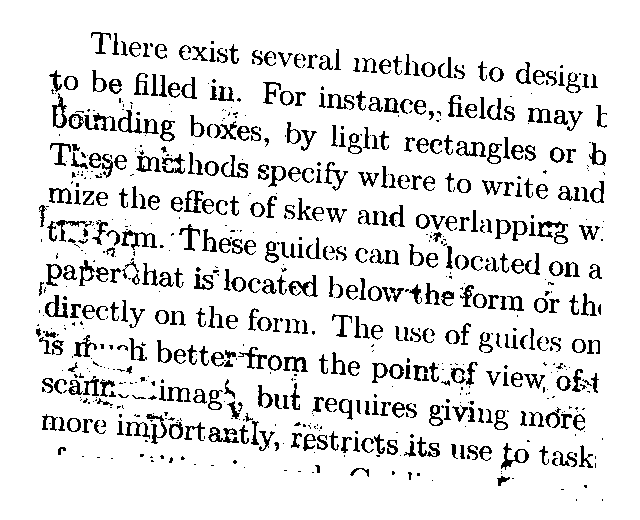 There exist several methods to design
to be filled in. For instance, fields may b
bounding boxes, by light rectangles or b
These methods specify where to write and
mize the effect of skew and overlapping w
the form. These guides can be located on a
paper that is located below the form or the
directly on the form. The use of guides on
is much better from the point of view of t
image, but requires giving more
more importantly, restricts its use to task